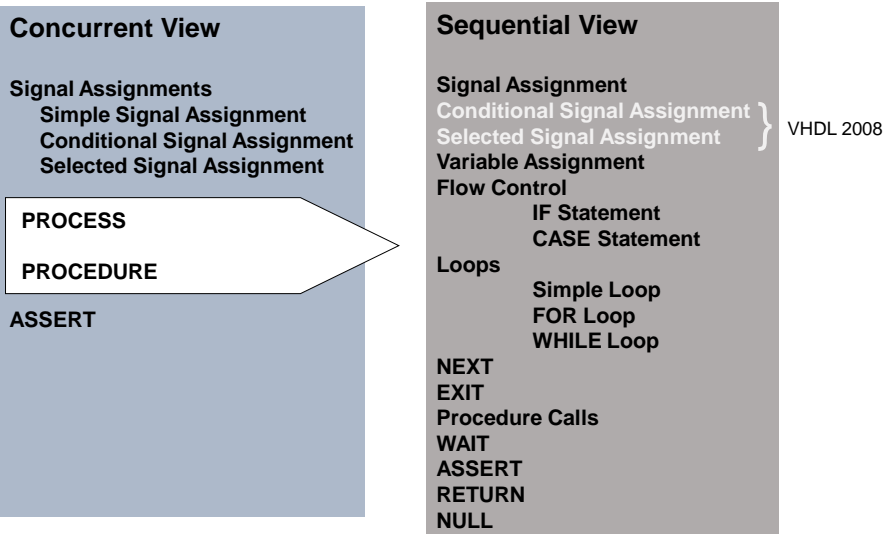 Concurrent View
Signal Assignments
Simple Signal Assignment
Conditional Signal Assignment
Selected Signal Assignment
PROCESS
PROCEDURE
ASSERT
Sequential View
Signal Assignment
Conditional Signal Assignment
Selected Signal Assignment
} VHDL 2008
Variable Assignment
Flow Control
IF Statement
CASE Statement
Loops
Simple Loop
FOR Loop
WHILE Loop
NEXT
EXIT
Procedure Calls
WAIT
ASSERT
RETURN
NULL